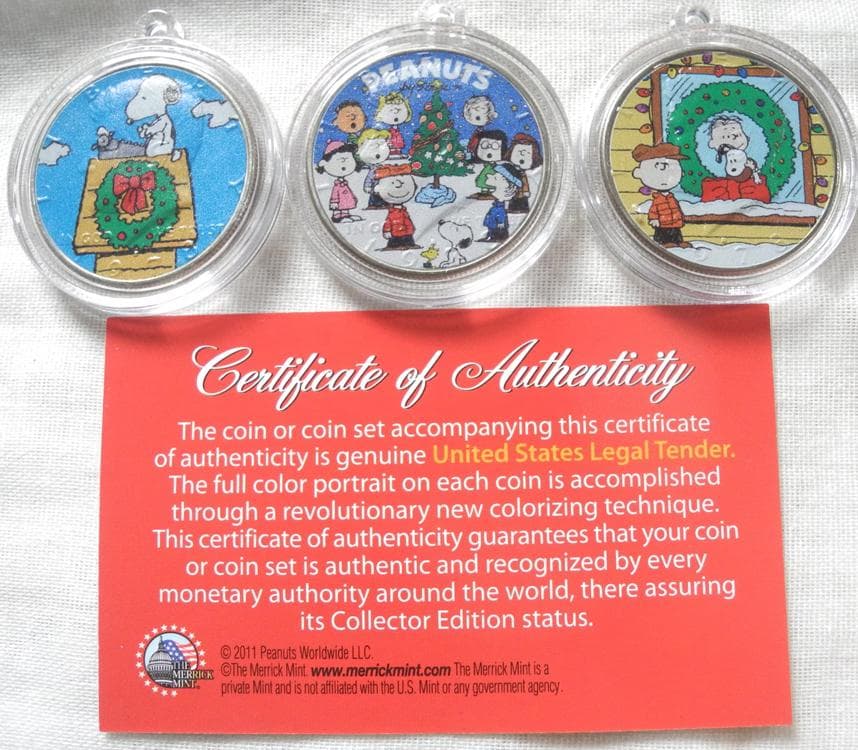 PEANUTS
Certificate of Authenticity
The coin or coin set accompanying this certificate
of authenticity is genuine United States Legal Tender.
The full color portrait on each coin is accomplished
through a revolutionary new colorizing technique.
This certificate of authenticity guarantees that your coin
or coin set is authentic and recognized by every
monetary authority around the world, there assuring
its Collector Edition status.
THE
MERRICK
MINT
© 2011 Peanuts Worldwide LLC.
©The Merrick Mint. www.merrickmint.com The Merrick Mint is a
private Mint and is not affiliated with the U.S. Mint or any government agency.